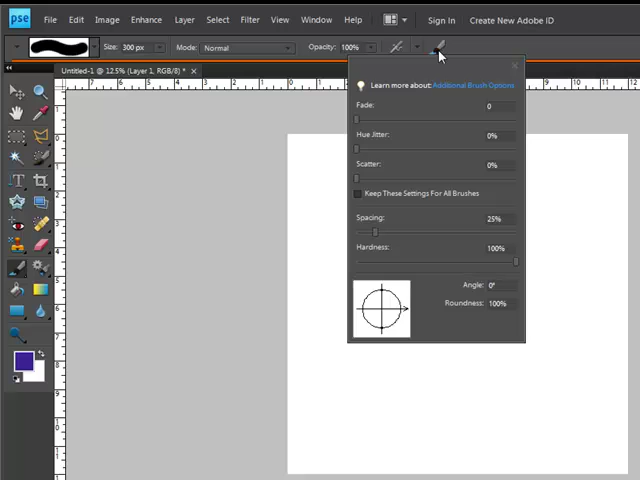 pse File Edit Image Enhance Layer Select Filter View Window Help Sign In Create New Adobe ID
Size: 300 px Mode: Normal Opacity: 100%
Untitled-1 @ 12.5% (Layer 1, RGB/8) * ×
Learn more about: Additional Brush Options
Fade: 0
Hue Jitter: 0%
Scatter: 0%
Keep These Settings For All Brushes
Spacing: 25%
Hardness: 100%
Angle: 0°
Roundness: 100%